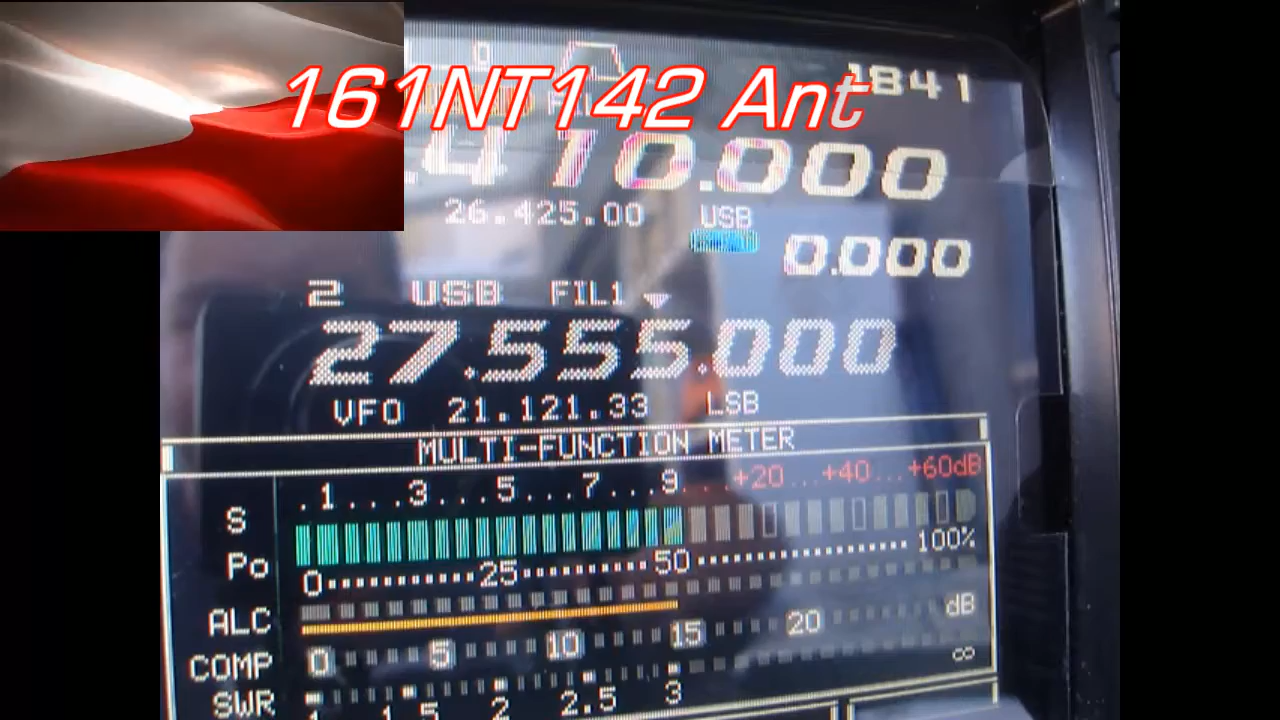 161NT142 Ant
1841
.410.000
26.425.00 USB
0.000
2 USB FIL1
27.555.000
VFO 21.121.33 LSB
MULTI-FUNCTION METER
S .1...3...5...7...9...+20...+40...+60dB
Po 0 25 50 100%
ALC
COMP 0 5 10 15 20 dB
SWR 1 1.5 2 2.5 3 ∞